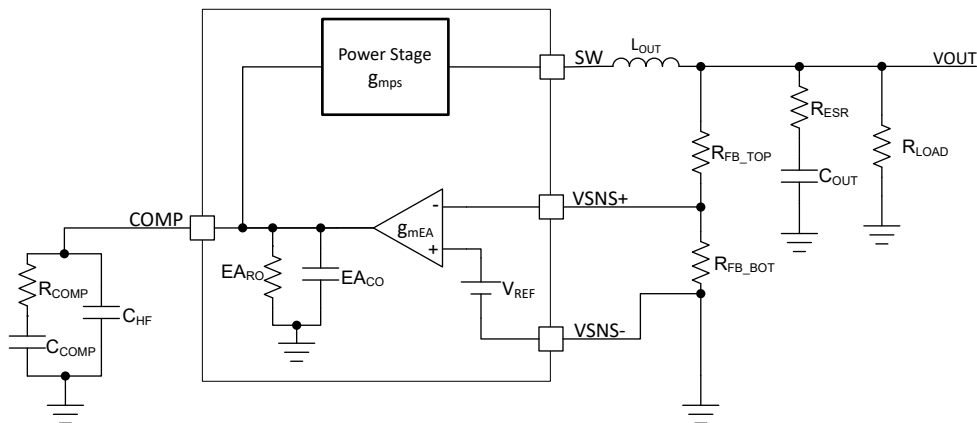 Power Stage
gmps
SW
LOUT
VOUT
RESR
RFB_TOP
RLOAD
COUT
COMP
VSNS+
-
gmEA
+
EARO
EACO
RFB_BOT
RCOMP
CHF
VREF
CCOMP
VSNS-